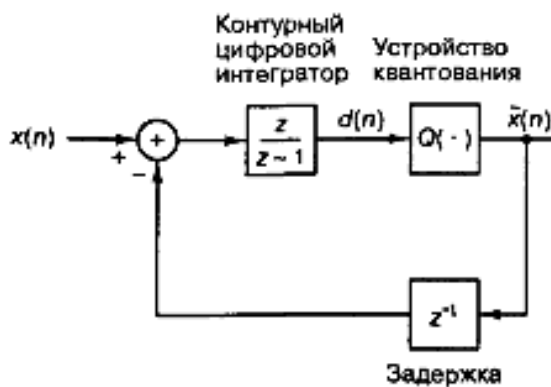 Контурный
цифровой
интегратор
Устройство
квантования
x(n)
+
+
−
z
z − 1
d(n)
Q(·)
x̃(n)
z⁻¹
Задержка